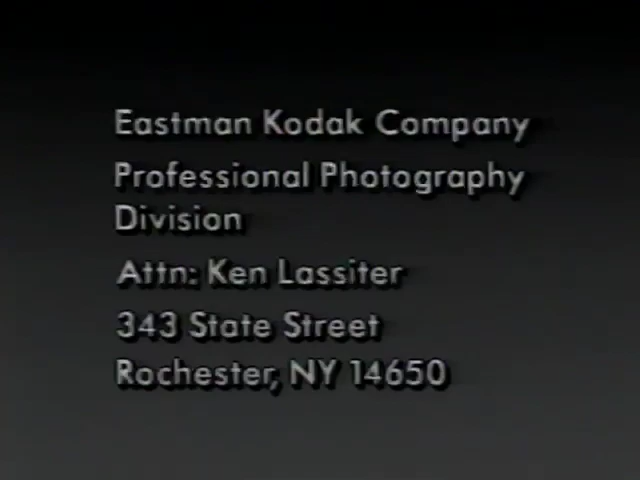 Eastman Kodak Company
Professional Photography
Division
Attn: Ken Lassiter
343 State Street
Rochester, NY 14650